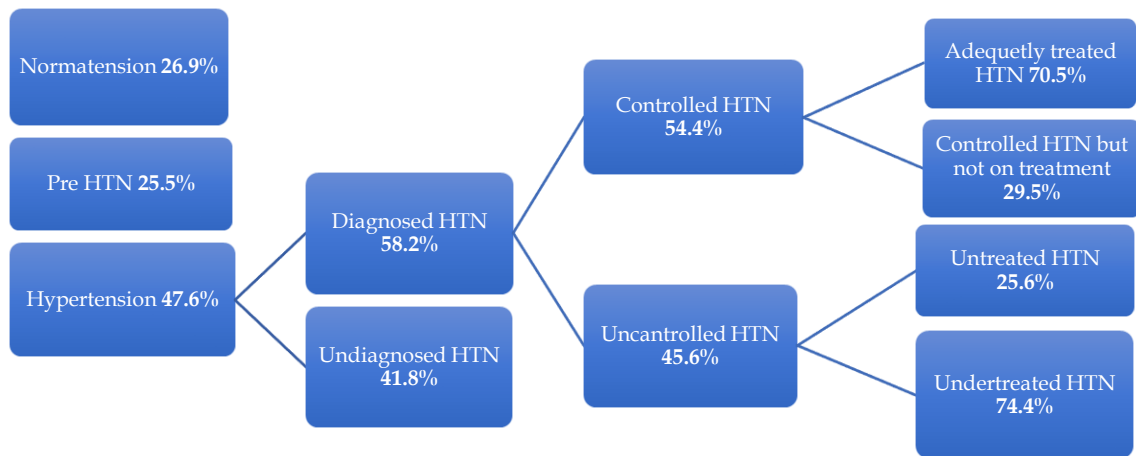 Normatension 26.9%
Pre HTN 25.5%
Hypertension 47.6%
Diagnosed HTN
58.2%
Undiagnosed HTN
41.8%
Controlled HTN
54.4%
Uncantrolled HTN
45.6%
Adequetly treated
HTN 70.5%
Controlled HTN but
not on treatment
29.5%
Untreated HTN
25.6%
Undertreated HTN
74.4%